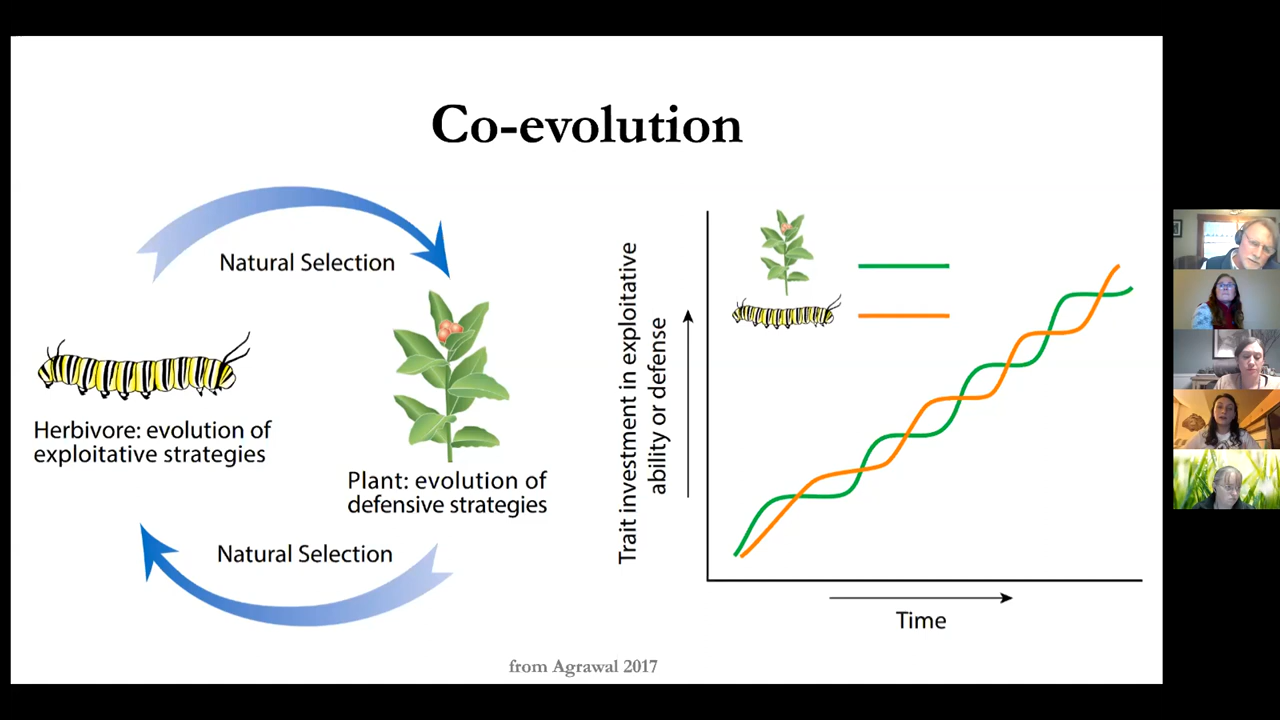 Co-evolution
Natural Selection
Herbivore: evolution of
exploitative strategies
Plant: evolution of
defensive strategies
Natural Selection
Trait investment in exploitative
ability or defense
Time
from Agrawal 2017